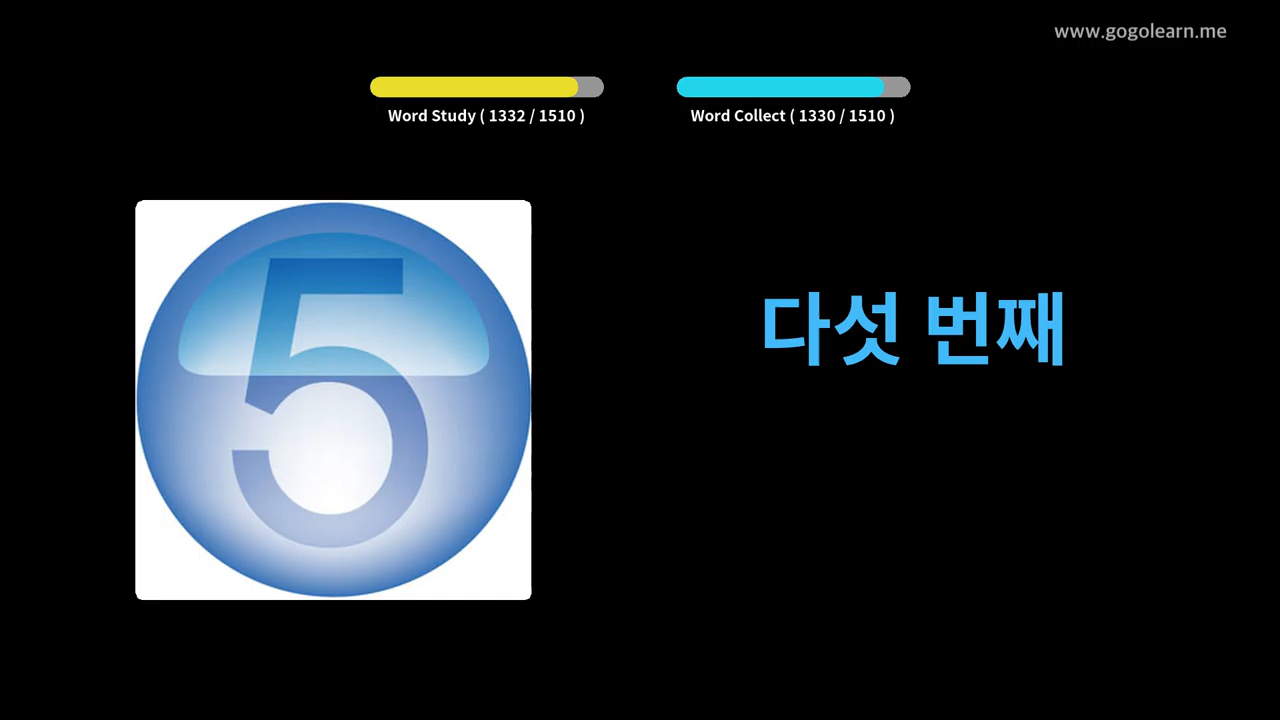 www.gogolearn.me
Word Study ( 1332 / 1510 )
Word Collect ( 1330 / 1510 )
5
다섯 번째